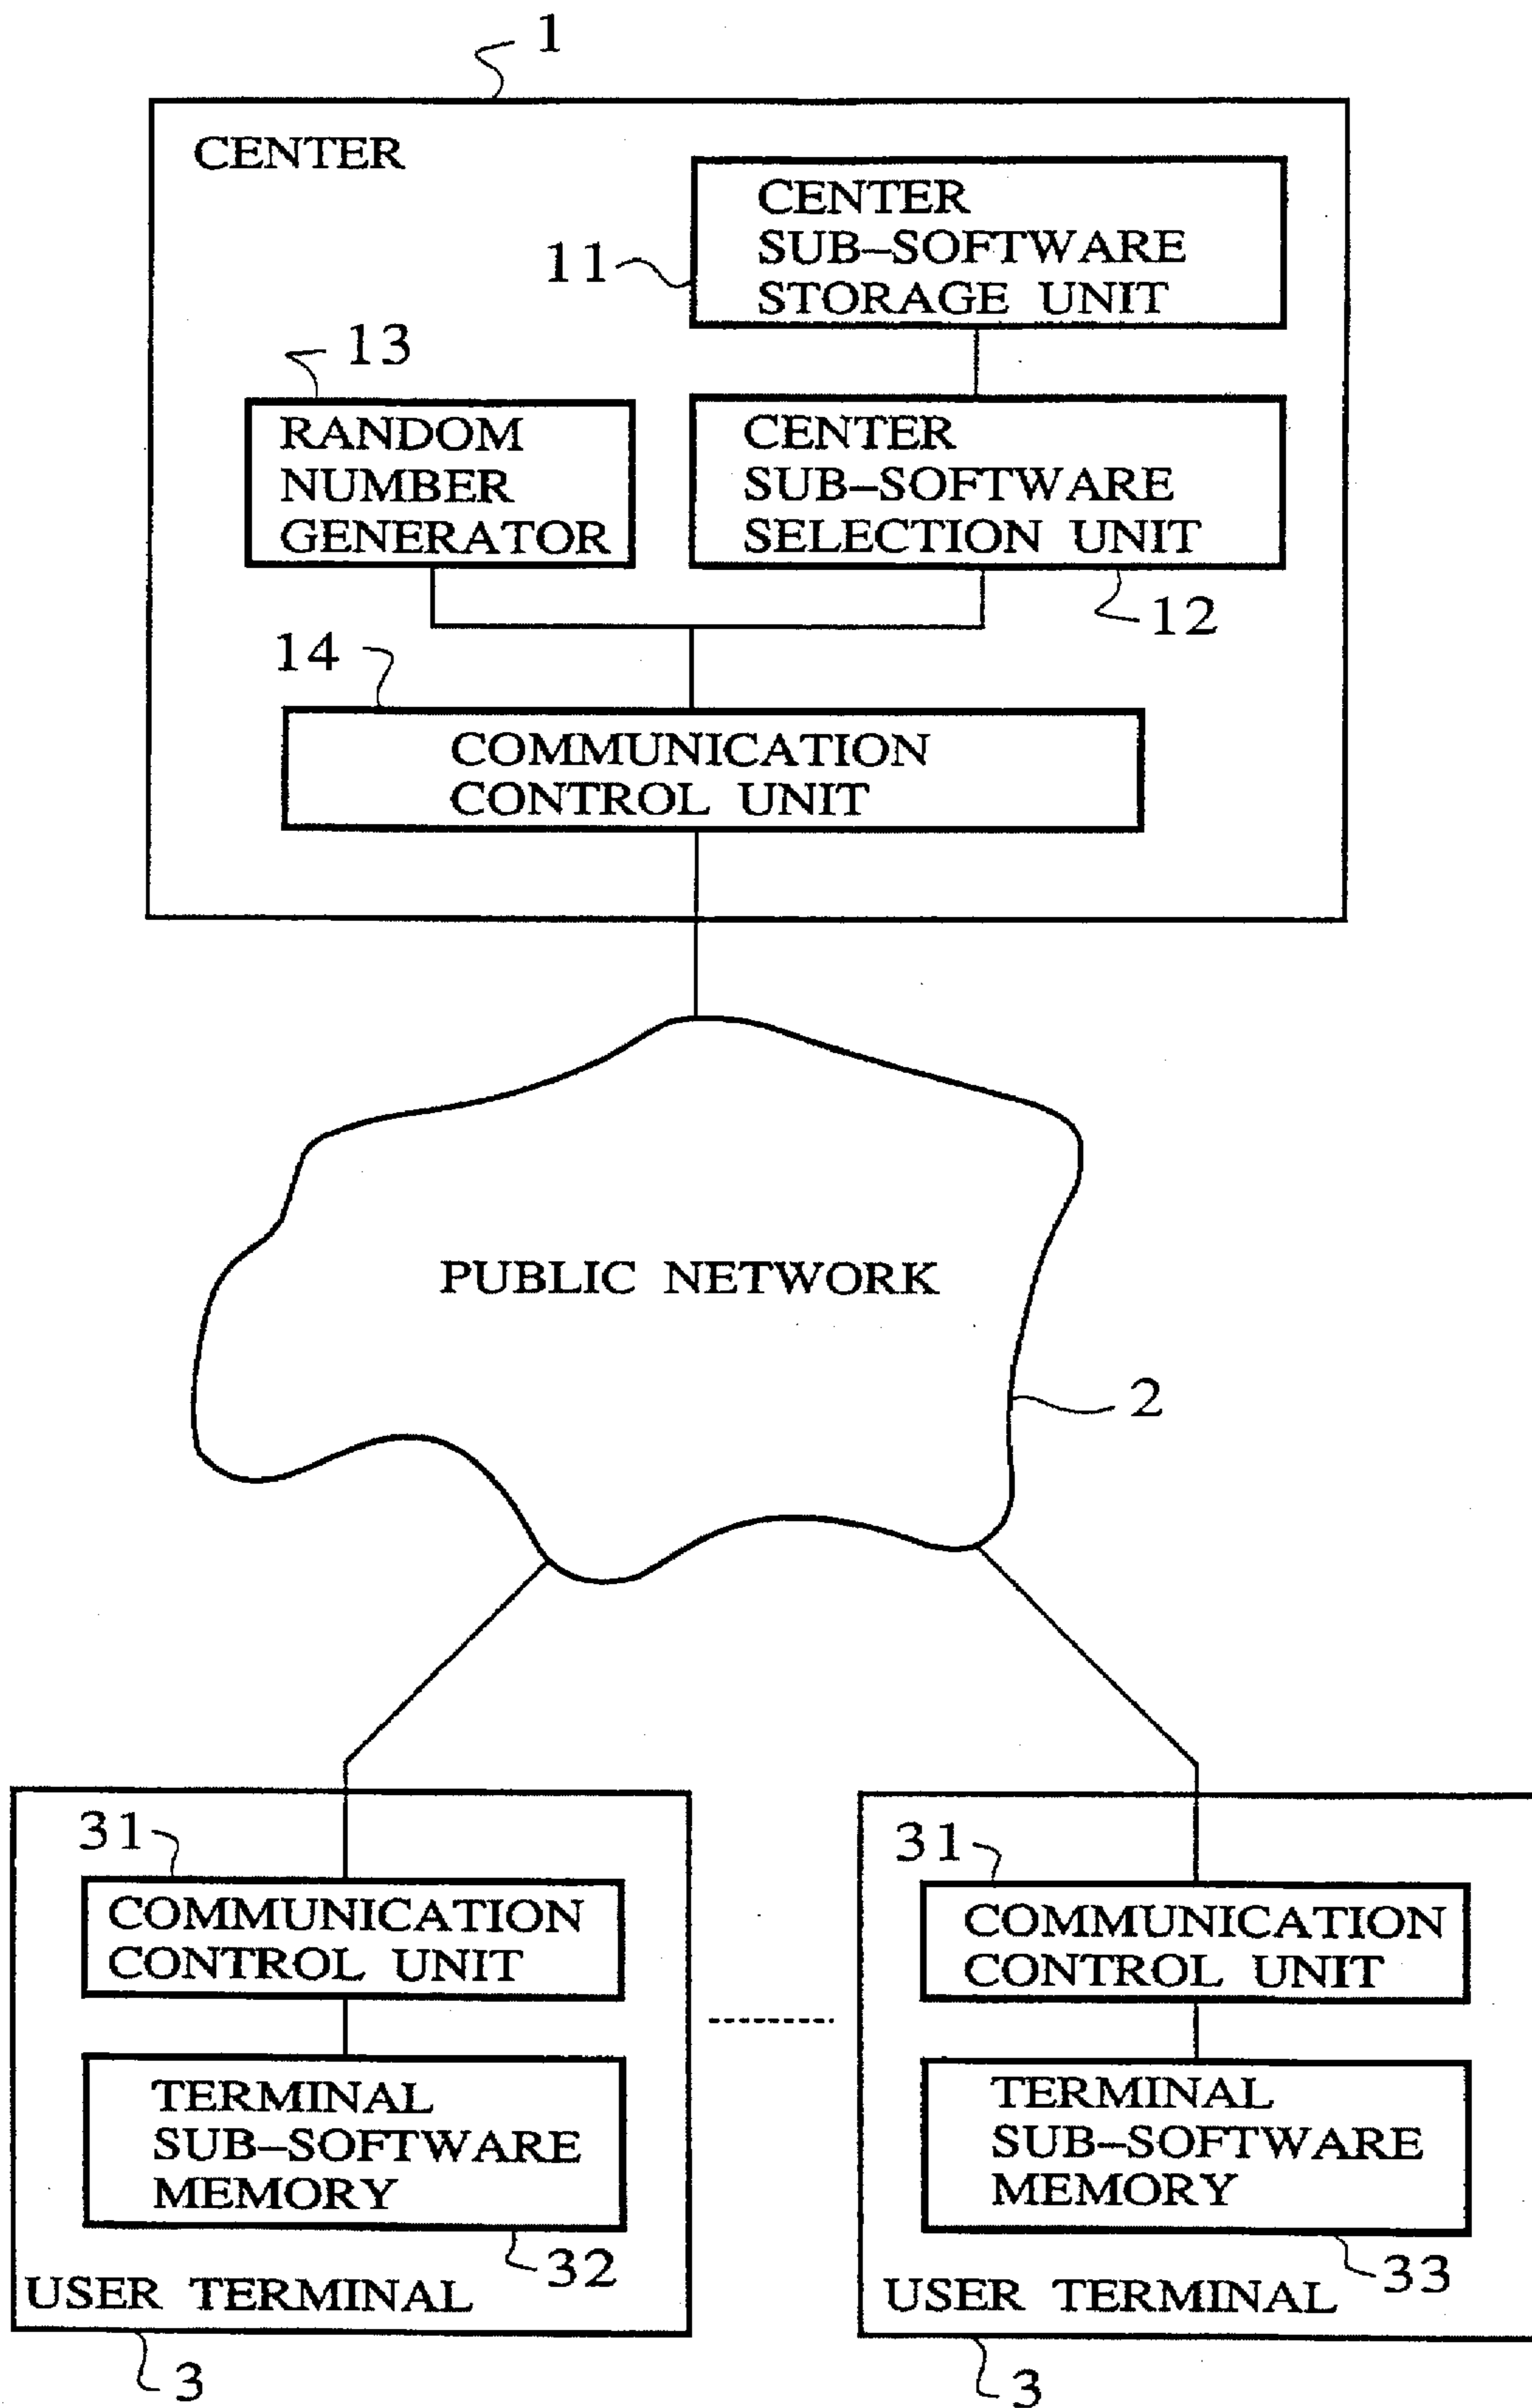 1
CENTER
CENTER
SUB–SOFTWARE
STORAGE UNIT
11
13
RANDOM
NUMBER
GENERATOR
CENTER
SUB–SOFTWARE
SELECTION UNIT
12
14
COMMUNICATION
CONTROL UNIT
PUBLIC NETWORK
2
31
COMMUNICATION
CONTROL UNIT
TERMINAL
SUB–SOFTWARE
MEMORY
32
USER TERMINAL
3
31
COMMUNICATION
CONTROL UNIT
TERMINAL
SUB–SOFTWARE
MEMORY
33
USER TERMINAL
3